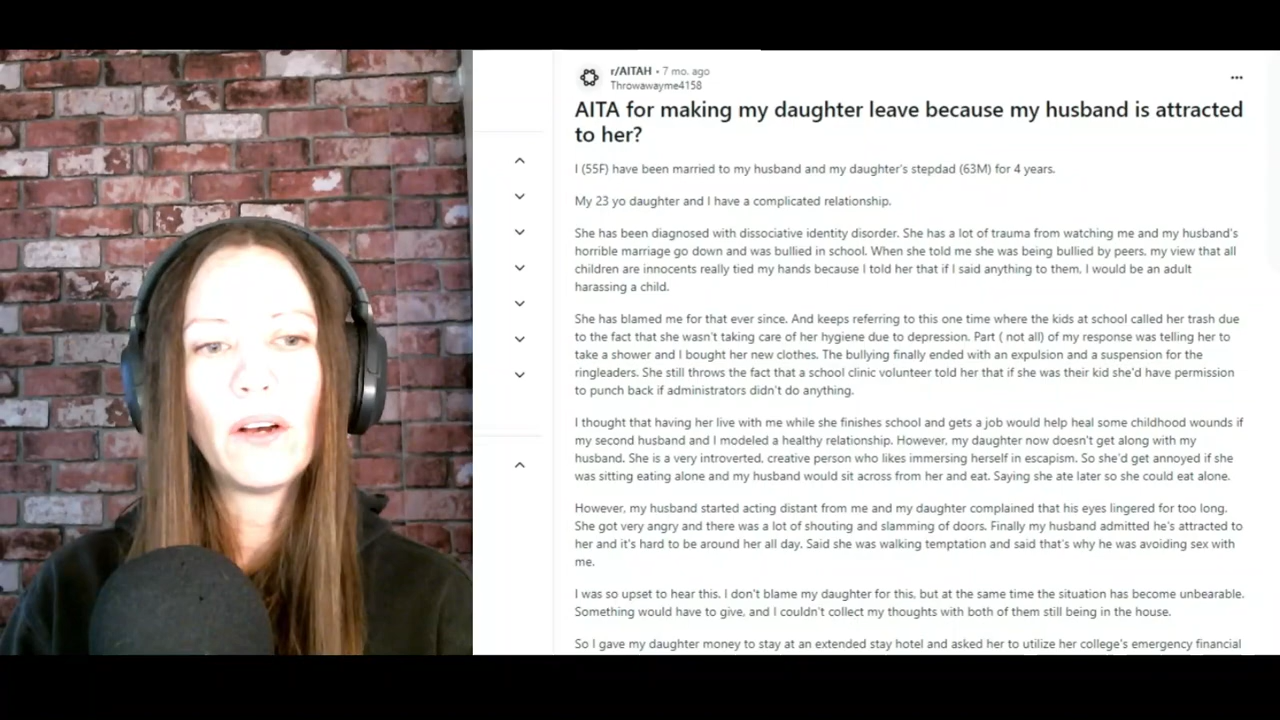 r/AITAH • 7 mo. ago
Throwawayme4158
AITA for making my daughter leave because my husband is attracted
to her?
I (55F) have been married to my husband and my daughter's stepdad (63M) for 4 years.
My 23 yo daughter and I have a complicated relationship.
She has been diagnosed with dissociative identity disorder. She has a lot of trauma from watching me and my husband's
horrible marriage go down and was bullied in school. When she told me she was being bullied by peers, my view that all
children are innocents really tied my hands because I told her that if I said anything to them, I would be an adult
harassing a child.
She has blamed me for that ever since. And keeps referring to this one time where the kids at school called her trash due
to the fact that she wasn't taking care of her hygiene due to depression. Part ( not all) of my response was telling her to
take a shower and I bought her new clothes. The bullying finally ended with an expulsion and a suspension for the
ringleaders. She still throws the fact that a school clinic volunteer told her that if she was their kid she'd have permission
to punch back if administrators didn't do anything.
I thought that having her live with me while she finishes school and gets a job would help heal some childhood wounds if
my second husband and I modeled a healthy relationship. However, my daughter now doesn't get along with my
husband. She is a very introverted, creative person who likes immersing herself in escapism. So she'd get annoyed if she
was sitting eating alone and my husband would sit across from her and eat. Saying she ate later so she could eat alone.
However, my husband started acting distant from me and my daughter complained that his eyes lingered for too long.
She got very angry and there was a lot of shouting and slamming of doors. Finally my husband admitted he's attracted to
her and it's hard to be around her all day. Said she was walking temptation and said that's why he was avoiding sex with
me.
I was so upset to hear this. I don't blame my daughter for this, but at the same time the situation has become unbearable.
Something would have to give, and I couldn't collect my thoughts with both of them still being in the house.
So I gave my daughter money to stay at an extended stay hotel and asked her to utilize her college's emergency financial